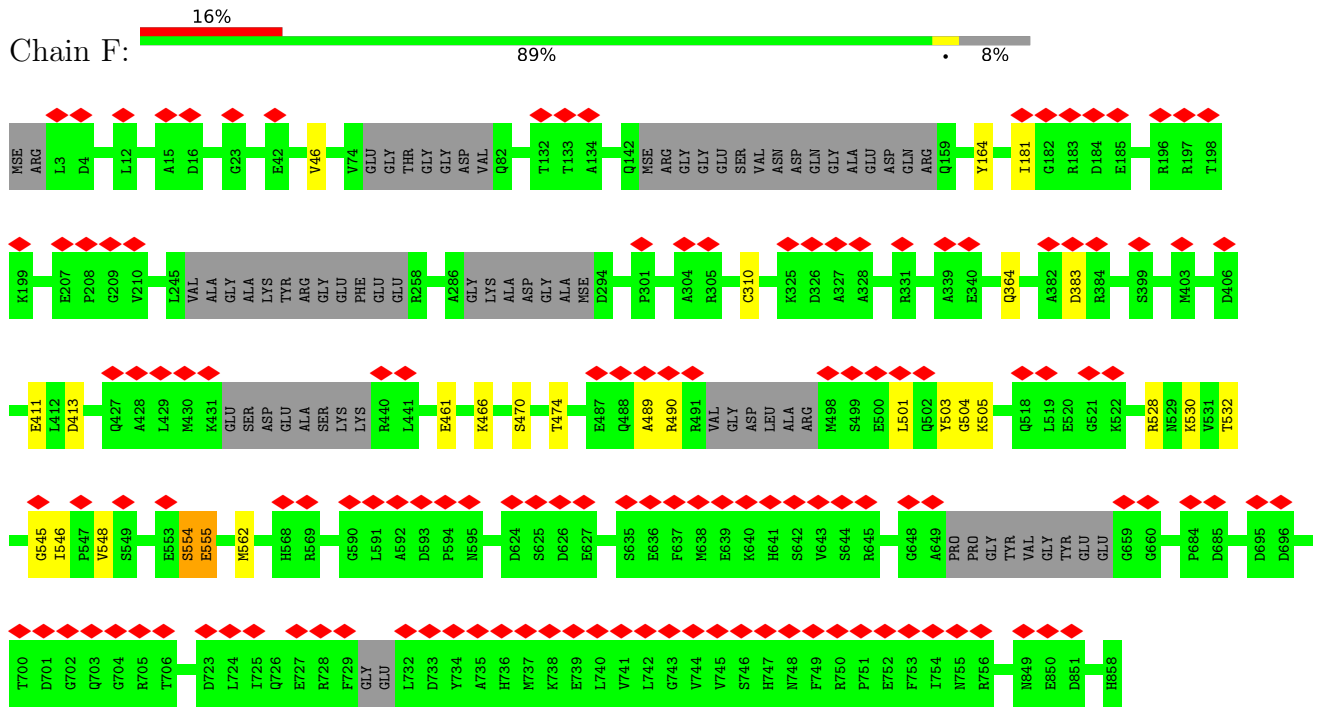 16%
Chain F:
89% • 8%
MSE ARG L3 D4 L12 A15 D16 G23 E42 V46 V74 GLU GLY THR GLY GLY ASP VAL Q82 T132 T133 A134 Q142 MSE ARG GLY GLY GLU SER VAL ASN ASP GLN GLY ALA GLU ASP GLN ARG Q159 Y164 I181 G182 R183 D184 E185 R196 R197 T198
K199 E207 P208 G209 V210 L245 VAL ALA GLY ALA LYS TYR ARG GLY GLU PHE GLU GLU R258 A286 GLY LYS ALA ASP GLY ALA MSE D294 P301 A304 R305 C310 K325 D326 A327 A328 R331 A339 E340 Q364 A382 D383 R384 S399 M403 D406
E411 L412 D413 Q427 A428 L429 M430 K431 GLU SER ASP GLU ALA SER LYS LYS R440 L441 E461 K466 S470 T474 E487 Q488 A489 R490 R491 VAL GLY ASP LEU ALA ARG M498 S499 E500 L501 Q502 Y503 G504 K505 Q518 L519 E520 G521 K522 R528 N529 K530 V531 T532
G545 I546 P547 V548 S549 E553 S554 E555 M562 H568 R569 G590 L591 A592 D593 P594 N595 D624 S625 D626 E627 S635 E636 F637 M638 E639 K640 H641 S642 V643 S644 R645 G648 A649 PRO PRO GLY TYR VAL GLY TYR GLU GLU G659 G660 P684 D685 D695 D696
T700 D701 G702 Q703 G704 R705 T706 D723 L724 I725 Q726 E727 R728 F729 GLY GLU L732 D733 Y734 A735 H736 M737 K738 E739 L740 V741 L742 G743 V744 V745 S746 H747 N748 F749 R750 P751 E752 F753 I754 N755 R756 N849 E850 D851 H858